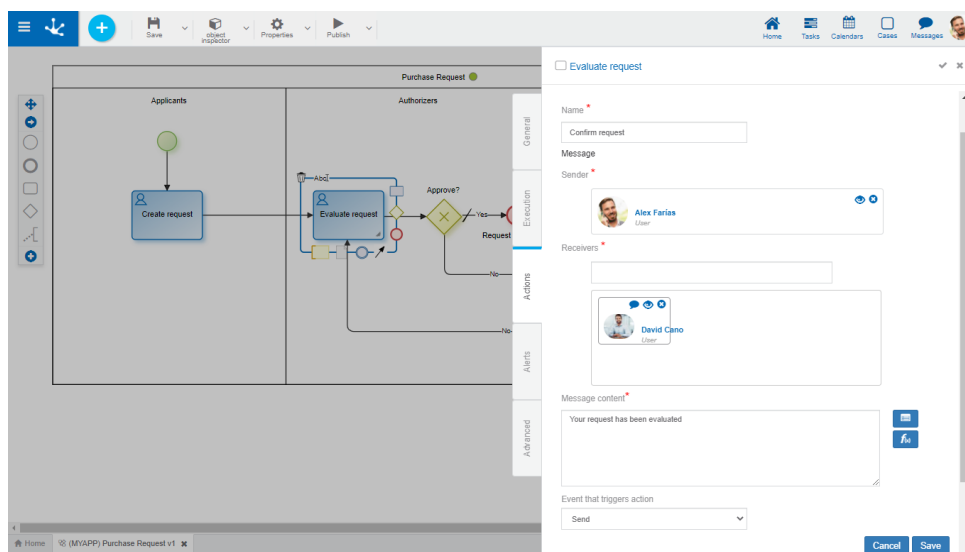 Save
object
inspector
Properties
Publish
Home
Tasks
Calendars
Cases
Messages
Purchase Request
Applicants
Authorizers
Create request
Abc
Evaluate request
Approve?
Yes
Request
No
No
General
Execution
Actions
Alerts
Advanced
Evaluate request
Name *
Confirm request
Message
Sender *
Alex Farías
User
Receivers *
David Cano
User
Message content*
Your request has been evaluated
f(x)
Event that triggers action
Send
Cancel
Save
Home
(MYAPP) Purchase Request v1